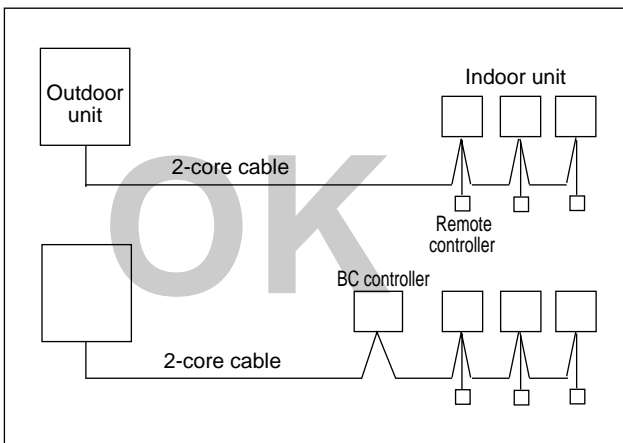 Outdoor
unit
Indoor unit
2-core cable
OK
Remote
controller
BC controller
2-core cable